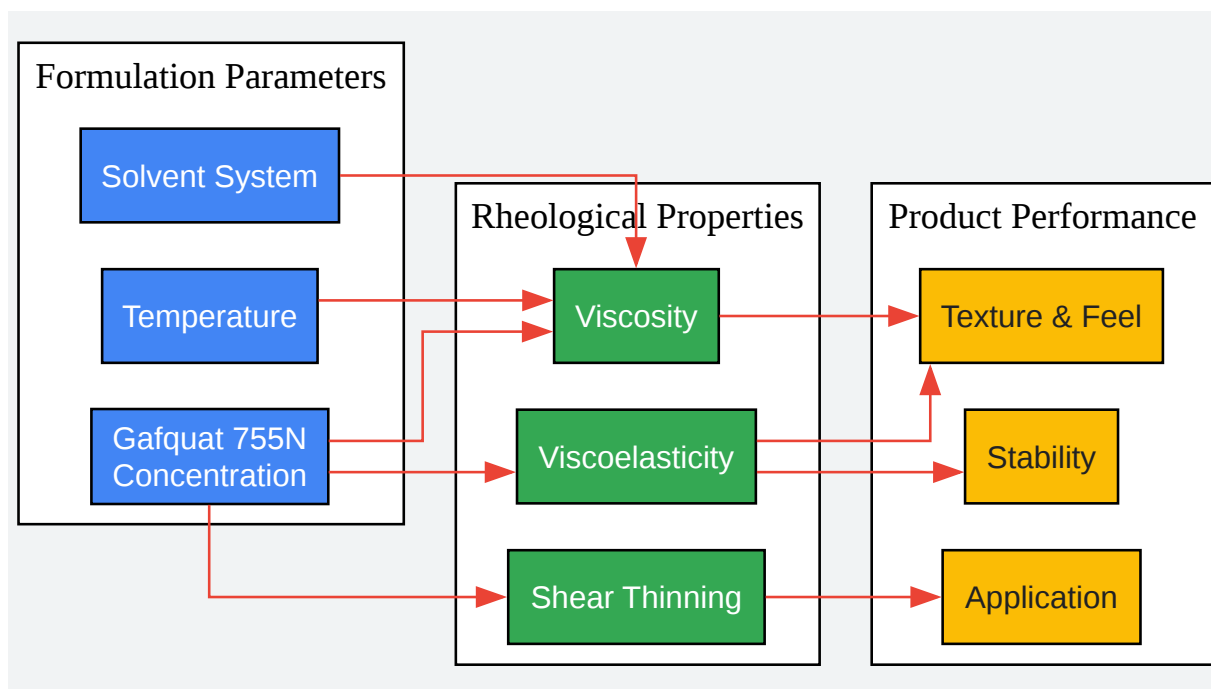 Formulation Parameters
Solvent System
Temperature
Gafquat 755N
Concentration
Rheological Properties
Viscosity
Viscoelasticity
Shear Thinning
Product Performance
Texture & Feel
Stability
Application